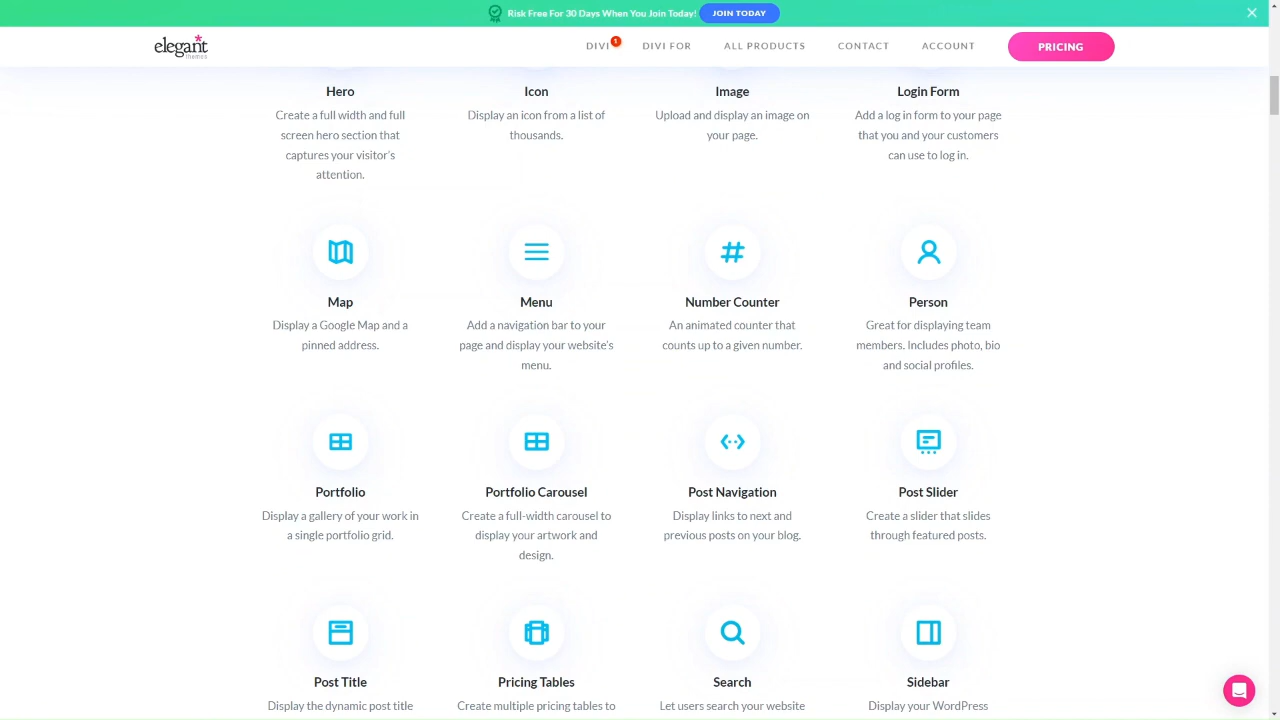 Risk Free For 30 Days When You Join Today! JOIN TODAY
elegant themes
DIVI 1 DIVI FOR ALL PRODUCTS CONTACT ACCOUNT PRICING
Hero
Create a full width and full
screen hero section that
captures your visitor's
attention.
Icon
Display an icon from a list of
thousands.
Image
Upload and display an image on
your page.
Login Form
Add a log in form to your page
that you and your customers
can use to log in.
Map
Display a Google Map and a
pinned address.
Menu
Add a navigation bar to your
page and display your website's
menu.
Number Counter
An animated counter that
counts up to a given number.
Person
Great for displaying team
members. Includes photo, bio
and social profiles.
Portfolio
Display a gallery of your work in
a single portfolio grid.
Portfolio Carousel
Create a full-width carousel to
display your artwork and
design.
Post Navigation
Display links to next and
previous posts on your blog.
Post Slider
Create a slider that slides
through featured posts.
Post Title
Display the dynamic post title
Pricing Tables
Create multiple pricing tables to
Search
Let users search your website
Sidebar
Display your WordPress